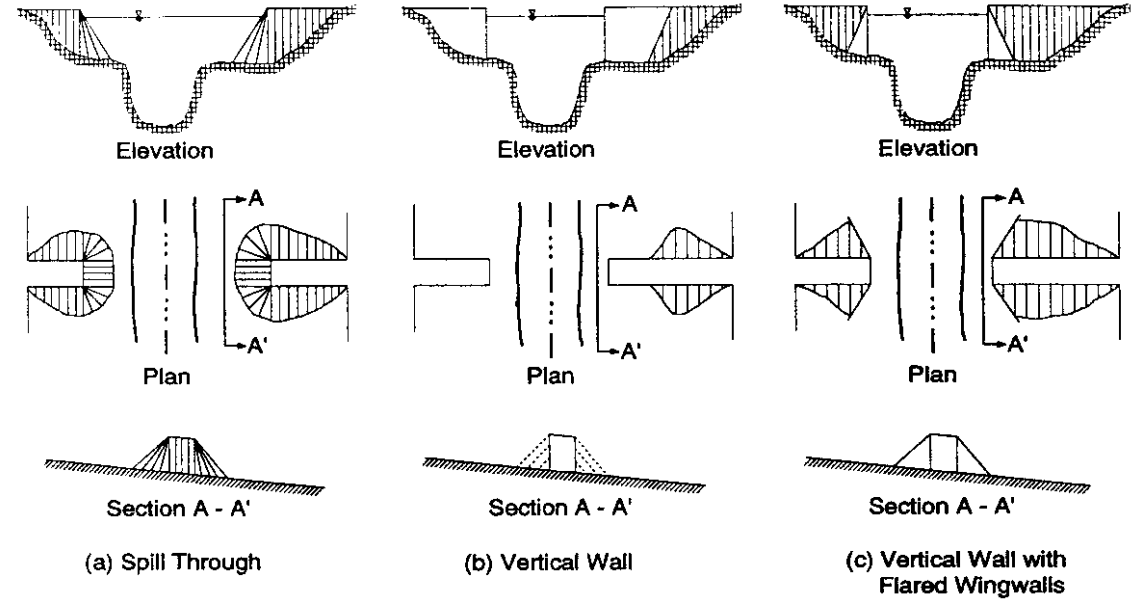 Elevation
Elevation
Elevation
A
A'
Plan
A
A'
Plan
A
A'
Plan
Section A - A'
Section A - A'
Section A - A'
(a) Spill Through
(b) Vertical Wall
(c) Vertical Wall with
Flared Wingwalls